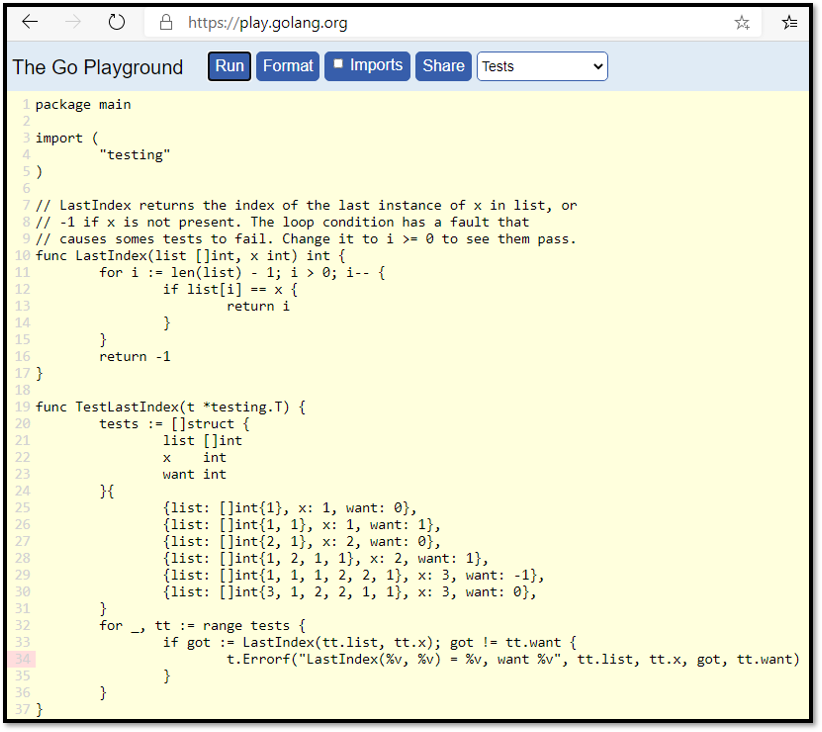 https://play.golang.org
The Go Playground Run Format Imports Share Tests
1 package main
2
3 import (
4         "testing"
5 )
6
7 // LastIndex returns the index of the last instance of x in list, or
8 // -1 if x is not present. The loop condition has a fault that
9 // causes somes tests to fail. Change it to i >= 0 to see them pass.
10 func LastIndex(list []int, x int) int {
11         for i := len(list) - 1; i > 0; i-- {
12                 if list[i] == x {
13                         return i
14                 }
15         }
16         return -1
17 }
18
19 func TestLastIndex(t *testing.T) {
20         tests := []struct {
21                 list []int
22                 x    int
23                 want int
24         }{
25                 {list: []int{1}, x: 1, want: 0},
26                 {list: []int{1, 1}, x: 1, want: 1},
27                 {list: []int{2, 1}, x: 2, want: 0},
28                 {list: []int{1, 2, 1, 1}, x: 2, want: 1},
29                 {list: []int{1, 1, 1, 2, 2, 1}, x: 3, want: -1},
30                 {list: []int{3, 1, 2, 2, 1, 1}, x: 3, want: 0},
31         }
32         for _, tt := range tests {
33                 if got := LastIndex(tt.list, tt.x); got != tt.want {
34                         t.Errorf("LastIndex(%v, %v) = %v, want %v", tt.list, tt.x, got, tt.want)
35                 }
36         }
37 }